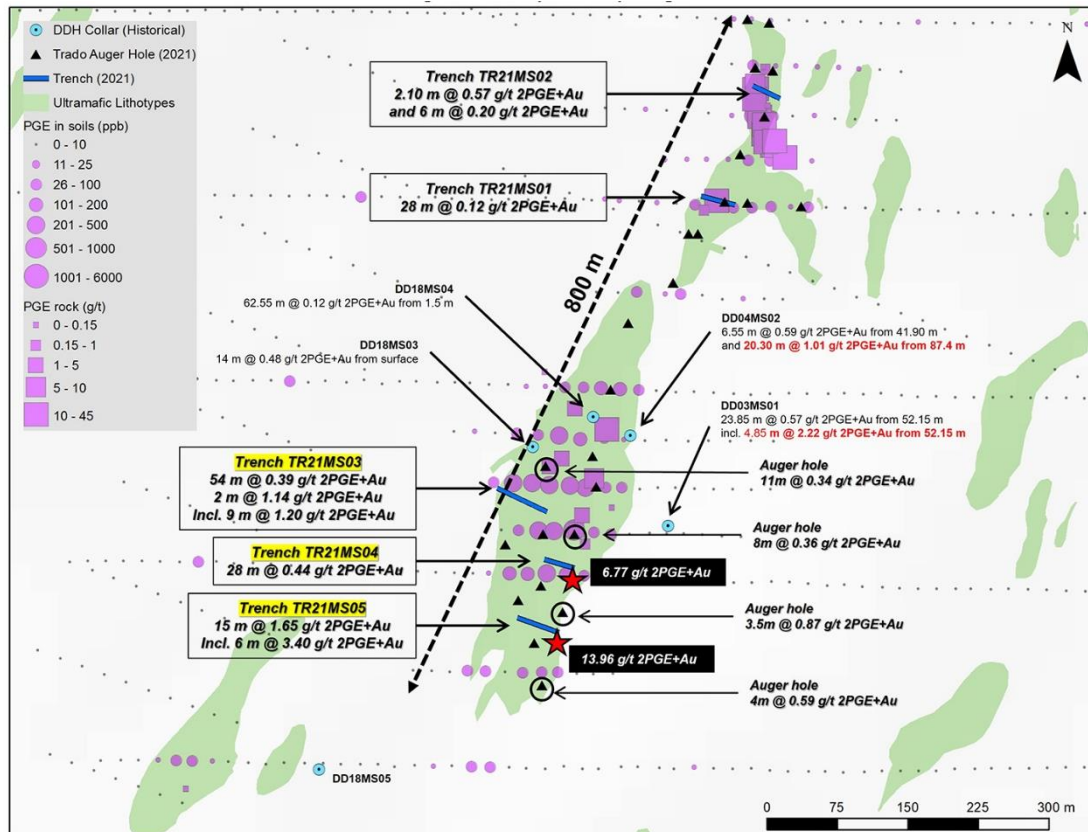 DDH Collar (Historical)
Trado Auger Hole (2021)
Trench (2021)
Ultramafic Lithotypes
PGE in soils (ppb)
0 - 10
11 - 25
26 - 100
101 - 200
201 - 500
501 - 1000
1001 - 6000
PGE rock (g/t)
0 - 0.15
0.15 - 1
1 - 5
5 - 10
10 - 45
N
Trench TR21MS02
2.10 m @ 0.57 g/t 2PGE+Au
and 6 m @ 0.20 g/t 2PGE+Au
Trench TR21MS01
28 m @ 0.12 g/t 2PGE+Au
800 m
DD18MS04
62.55 m @ 0.12 g/t 2PGE+Au from 1.5 m
DD18MS03
14 m @ 0.48 g/t 2PGE+Au from surface
DD04MS02
6.55 m @ 0.59 g/t 2PGE+Au from 41.90 m
and 20.30 m @ 1.01 g/t 2PGE+Au from 87.4 m
DD03MS01
23.85 m @ 0.57 g/t 2PGE+Au from 52.15 m
incl. 4.85 m @ 2.22 g/t 2PGE+Au from 52.15 m
Trench TR21MS03
54 m @ 0.39 g/t 2PGE+Au
2 m @ 1.14 g/t 2PGE+Au
Incl. 9 m @ 1.20 g/t 2PGE+Au
Auger hole
11m @ 0.34 g/t 2PGE+Au
Auger hole
8m @ 0.36 g/t 2PGE+Au
Trench TR21MS04
28 m @ 0.44 g/t 2PGE+Au
6.77 g/t 2PGE+Au
Trench TR21MS05
15 m @ 1.65 g/t 2PGE+Au
Incl. 6 m @ 3.40 g/t 2PGE+Au
Auger hole
3.5m @ 0.87 g/t 2PGE+Au
13.96 g/t 2PGE+Au
Auger hole
4m @ 0.59 g/t 2PGE+Au
DD18MS05
0 75 150 225 300 m